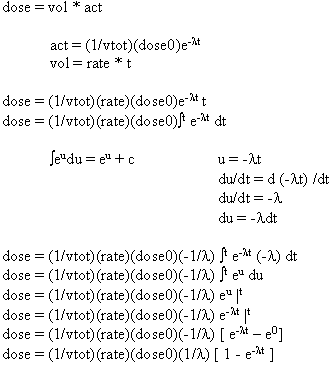 dose = vol * act
act = (1/vtot)(dose0)e^-λt
vol = rate * t
dose = (1/vtot)(rate)(dose0)e^-λt t
dose = (1/vtot)(rate)(dose0)∫^t e^-λt dt
∫e^u du = e^u + c
u = -λt
du/dt = d (-λt) /dt
du/dt = -λ
du = -λdt
dose = (1/vtot)(rate)(dose0)(-1/λ) ∫^t e^-λt (-λ) dt
dose = (1/vtot)(rate)(dose0)(-1/λ) ∫^t e^u du
dose = (1/vtot)(rate)(dose0)(-1/λ) e^u |^t
dose = (1/vtot)(rate)(dose0)(-1/λ) e^-λt |^t
dose = (1/vtot)(rate)(dose0)(-1/λ) [ e^-λt – e^0]
dose = (1/vtot)(rate)(dose0)(1/λ) [ 1 - e^-λt ]